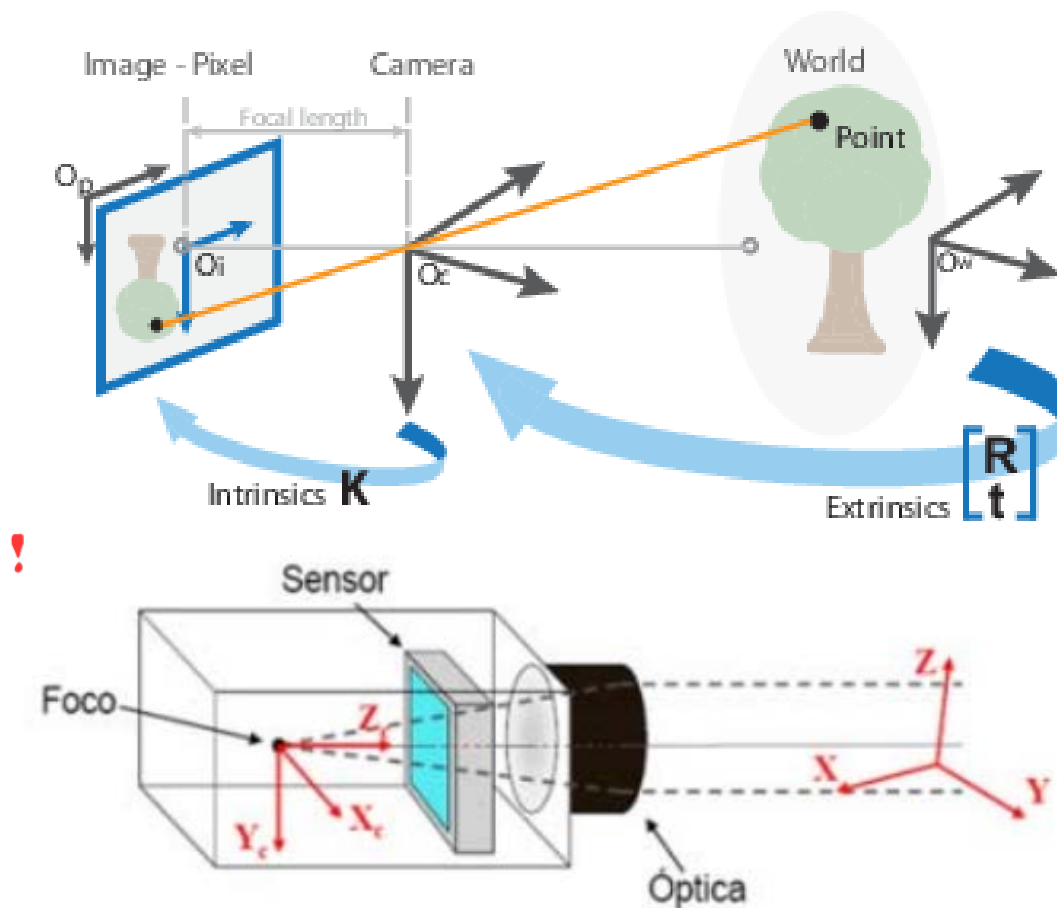 Image - Pixel
Camera
World
Focal length
Point
Op
Oi
Oc
Ow
Intrinsics K
Extrinsics [R t]
!
Sensor
Foco
Zc
Xc
Yc
Z
X
Y
Óptica